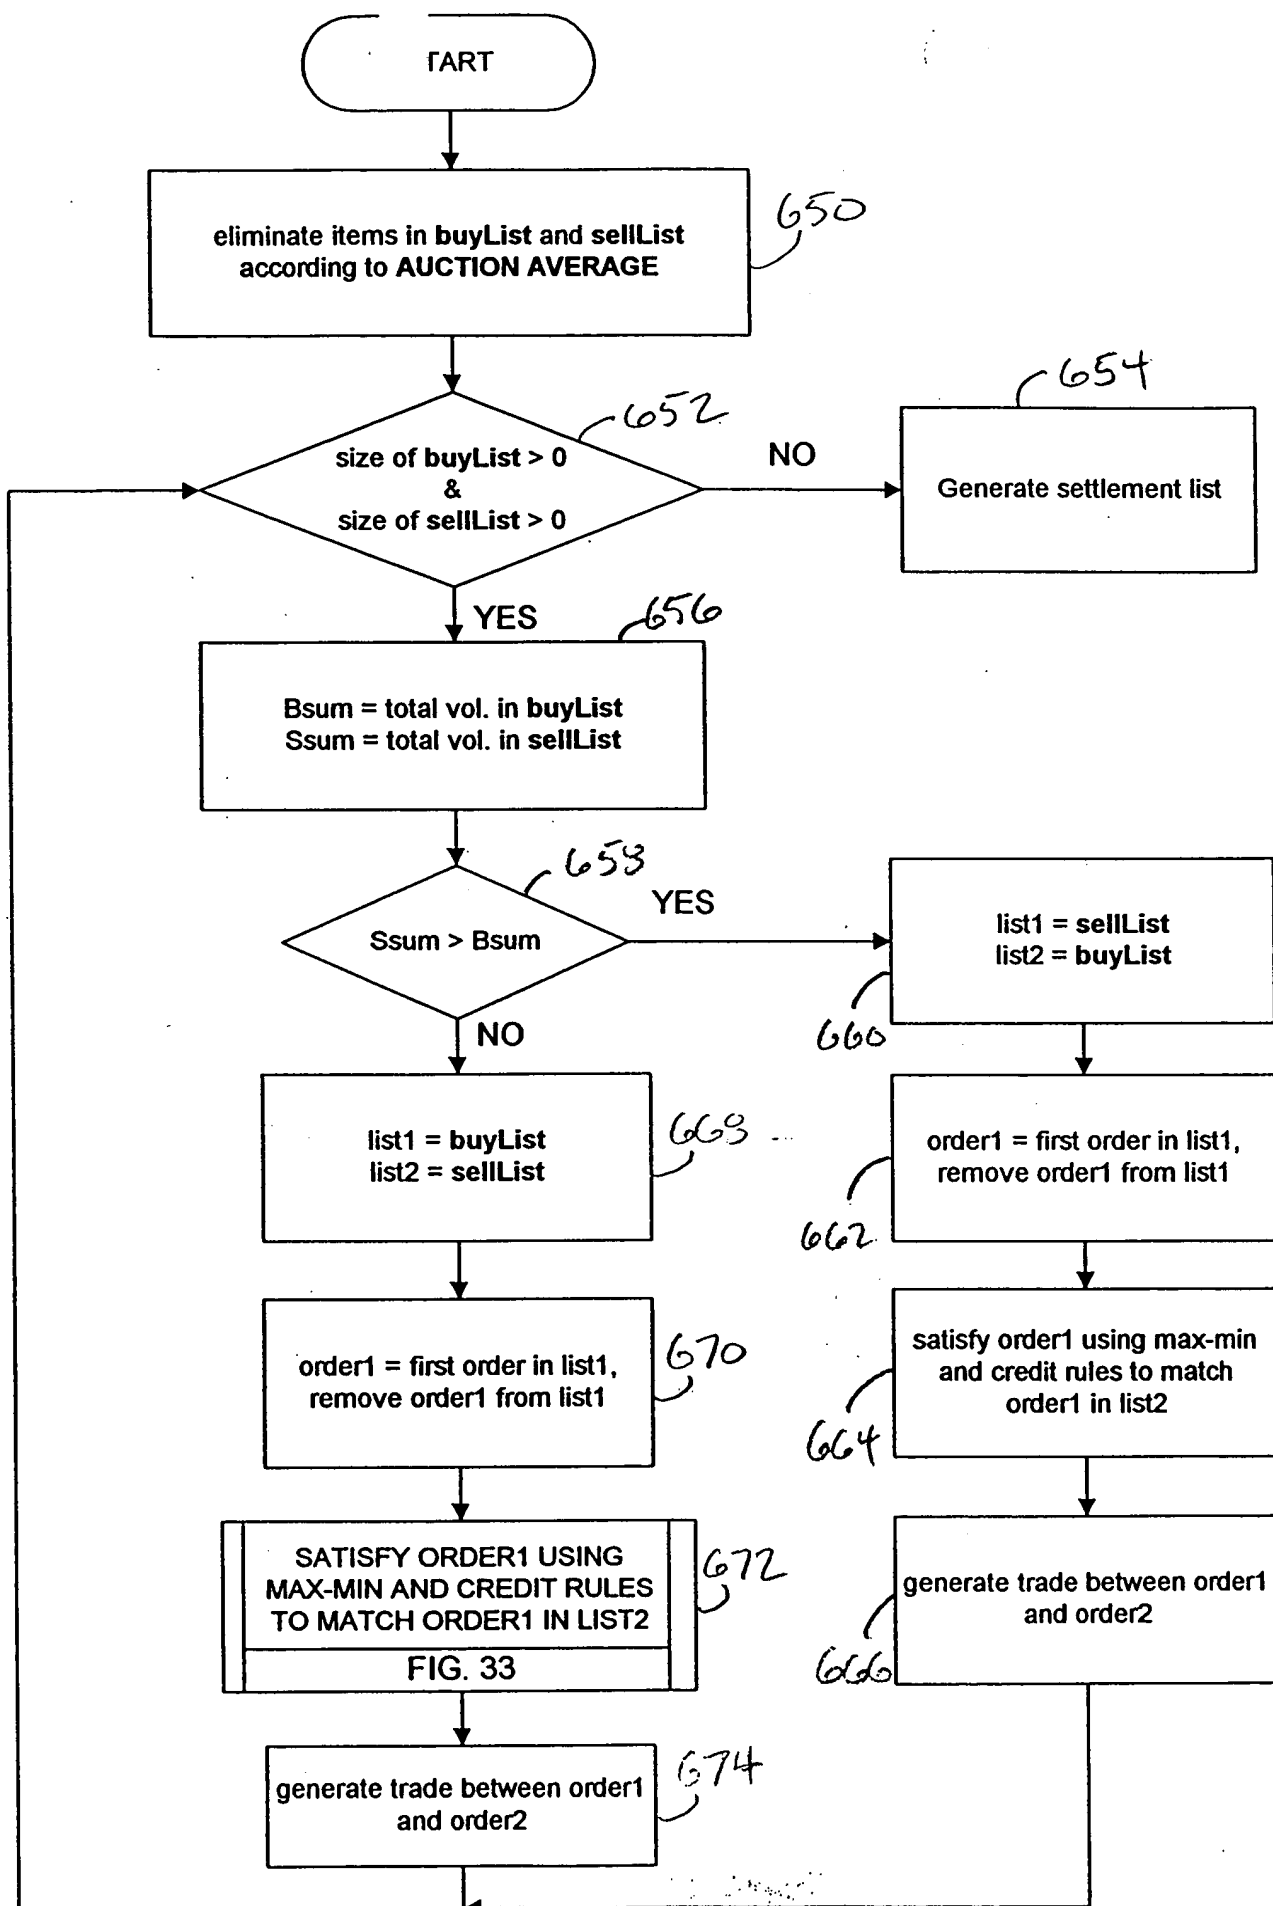 TART
eliminate items in buyList and sellList
according to AUCTION AVERAGE
650
size of buyList > 0
&
size of sellList > 0
652
NO
654
Generate settlement list
YES
656
Bsum = total vol. in buyList
Ssum = total vol. in sellList
658
Ssum > Bsum
YES
list1 = sellList
list2 = buyList
660
NO
list1 = buyList
list2 = sellList
668
order1 = first order in list1,
remove order1 from list1
662
order1 = first order in list1,
remove order1 from list1
670
satisfy order1 using max-min
and credit rules to match
order1 in list2
664
SATISFY ORDER1 USING
MAX-MIN AND CREDIT RULES
TO MATCH ORDER1 IN LIST2
FIG. 33
672
generate trade between order1
and order2
666
generate trade between order1
and order2
674